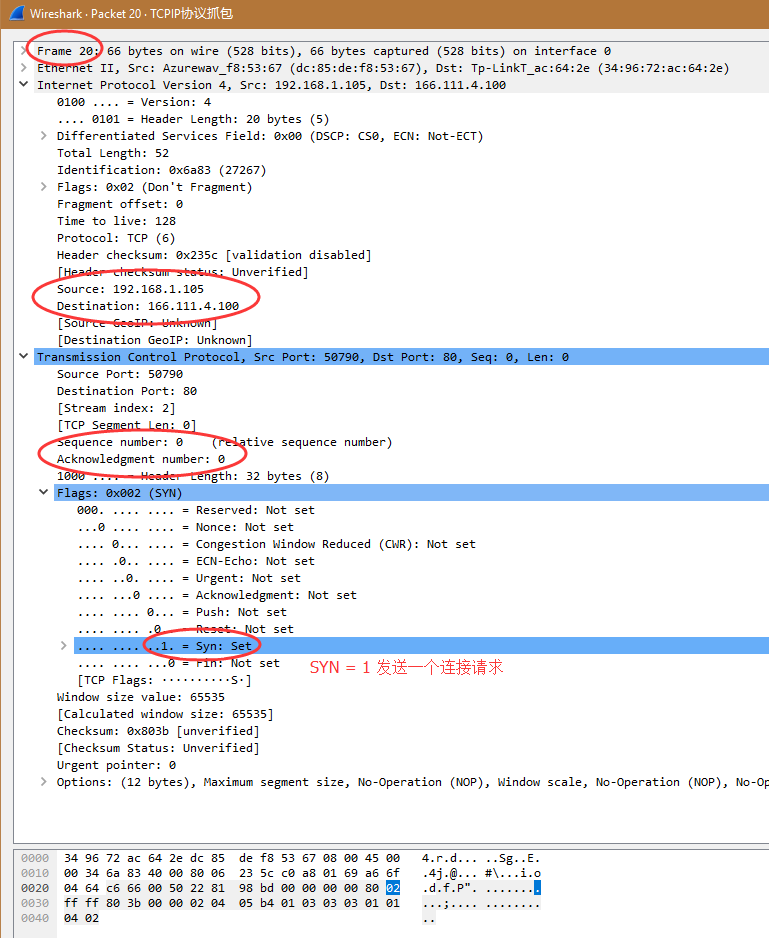 Wireshark · Packet 20 · TCPIP协议抓包
Frame 20: 66 bytes on wire (528 bits), 66 bytes captured (528 bits) on interface 0
Ethernet II, Src: Azurewav_f8:53:67 (dc:85:de:f8:53:67), Dst: Tp-LinkT_ac:64:2e (34:96:72:ac:64:2e)
Internet Protocol Version 4, Src: 192.168.1.105, Dst: 166.111.4.100
0100 .... = Version: 4
.... 0101 = Header Length: 20 bytes (5)
Differentiated Services Field: 0x00 (DSCP: CS0, ECN: Not-ECT)
Total Length: 52
Identification: 0x6a83 (27267)
Flags: 0x02 (Don't Fragment)
Fragment offset: 0
Time to live: 128
Protocol: TCP (6)
Header checksum: 0x235c [validation disabled]
[Header checksum status: Unverified]
Source: 192.168.1.105
Destination: 166.111.4.100
[Source GeoIP: Unknown]
[Destination GeoIP: Unknown]
Transmission Control Protocol, Src Port: 50790, Dst Port: 80, Seq: 0, Len: 0
Source Port: 50790
Destination Port: 80
[Stream index: 2]
[TCP Segment Len: 0]
Sequence number: 0    (relative sequence number)
Acknowledgment number: 0
1000 .... = Header Length: 32 bytes (8)
Flags: 0x002 (SYN)
000. .... .... = Reserved: Not set
...0 .... .... = Nonce: Not set
.... 0... .... = Congestion Window Reduced (CWR): Not set
.... .0.. .... = ECN-Echo: Not set
.... ..0. .... = Urgent: Not set
.... ...0 .... = Acknowledgment: Not set
.... .... 0... = Push: Not set
.... .... .0.. = Reset: Not set
.... .... ..1. = Syn: Set
.... .... ...0 = Fin: Not set
SYN = 1 发送一个连接请求
[TCP Flags: ··········S·]
Window size value: 65535
[Calculated window size: 65535]
Checksum: 0x803b [unverified]
[Checksum Status: Unverified]
Urgent pointer: 0
Options: (12 bytes), Maximum segment size, No-Operation (NOP), Window scale, No-Operation (NOP), No-Op
0000 34 96 72 ac 64 2e dc 85 de f8 53 67 08 00 45 00 4.r.d... ..Sg..E.
0010 00 34 6a 83 40 00 80 06 23 5c c0 a8 01 69 a6 6f .4j.@... #\...i.o
0020 04 64 c6 66 00 50 22 81 98 bd 00 00 00 00 80 02 .d.f.P". ........
0030 ff ff 80 3b 00 00 02 04 05 b4 01 03 03 03 01 01 ...;.... ........
0040 04 02 ..